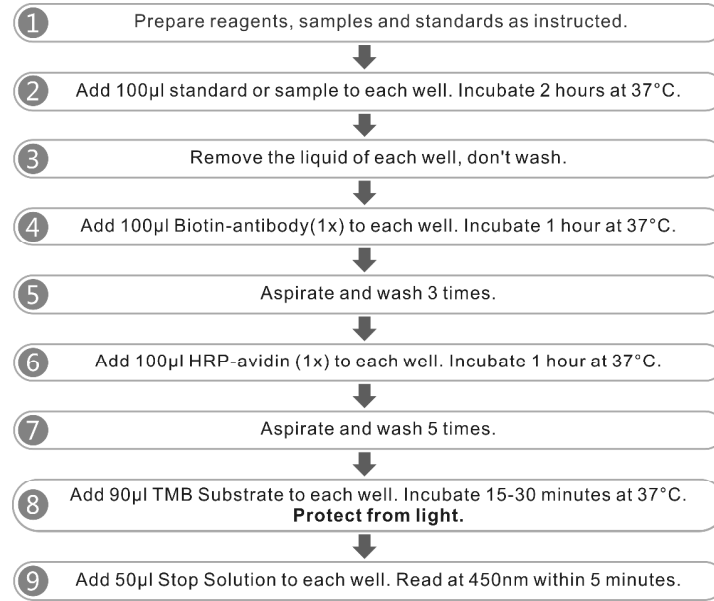 1 Prepare reagents, samples and standards as instructed.
2 Add 100µl standard or sample to each well. Incubate 2 hours at 37°C.
3 Remove the liquid of each well, don't wash.
4 Add 100µl Biotin-antibody(1x) to each well. Incubate 1 hour at 37°C.
5 Aspirate and wash 3 times.
6 Add 100µl HRP-avidin (1x) to each well. Incubate 1 hour at 37°C.
7 Aspirate and wash 5 times.
8 Add 90µl TMB Substrate to each well. Incubate 15-30 minutes at 37°C.
Protect from light.
9 Add 50µl Stop Solution to each well. Read at 450nm within 5 minutes.